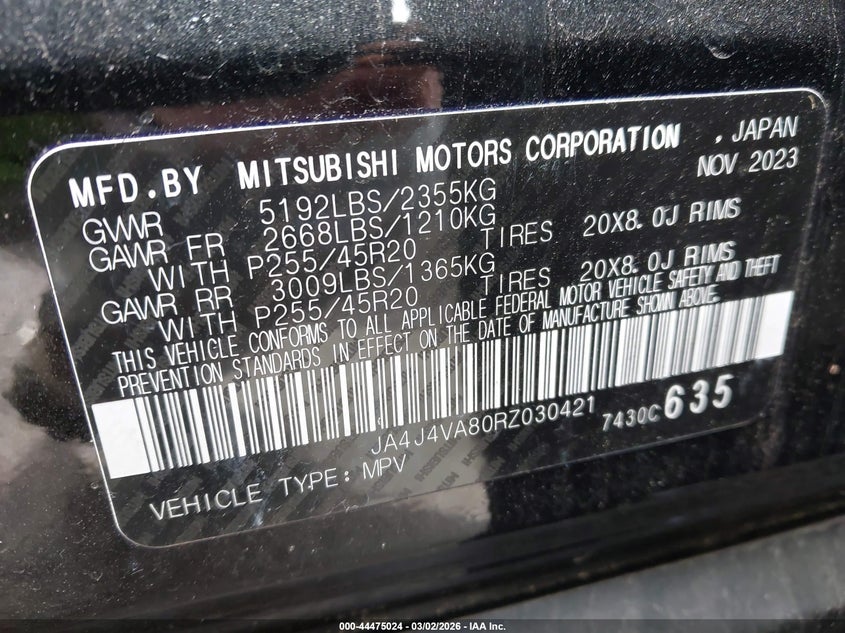 MFD.BY MITSUBISHI MOTORS CORPORATION , JAPAN
NOV 2023
GVWR 5192LBS/2355KG
GAWR FR 2668LBS/1210KG
WITH P255/45R20 TIRES 20X8.0J RIMS
GAWR RR 3009LBS/1365KG
WITH P255/45R20 TIRES 20X8.0J RIMS
THIS VEHICLE CONFORMS TO ALL APPLICABLE FEDERAL MOTOR VEHICLE SAFETY AND THEFT
PREVENTION STANDARDS IN EFFECT ON THE DATE OF MANUFACTURE SHOWN ABOVE.
JA4J4VA80RZ030421 7430C 635
VEHICLE TYPE: MPV
000-44475024 | 03/02/2026 – IAA Inc.